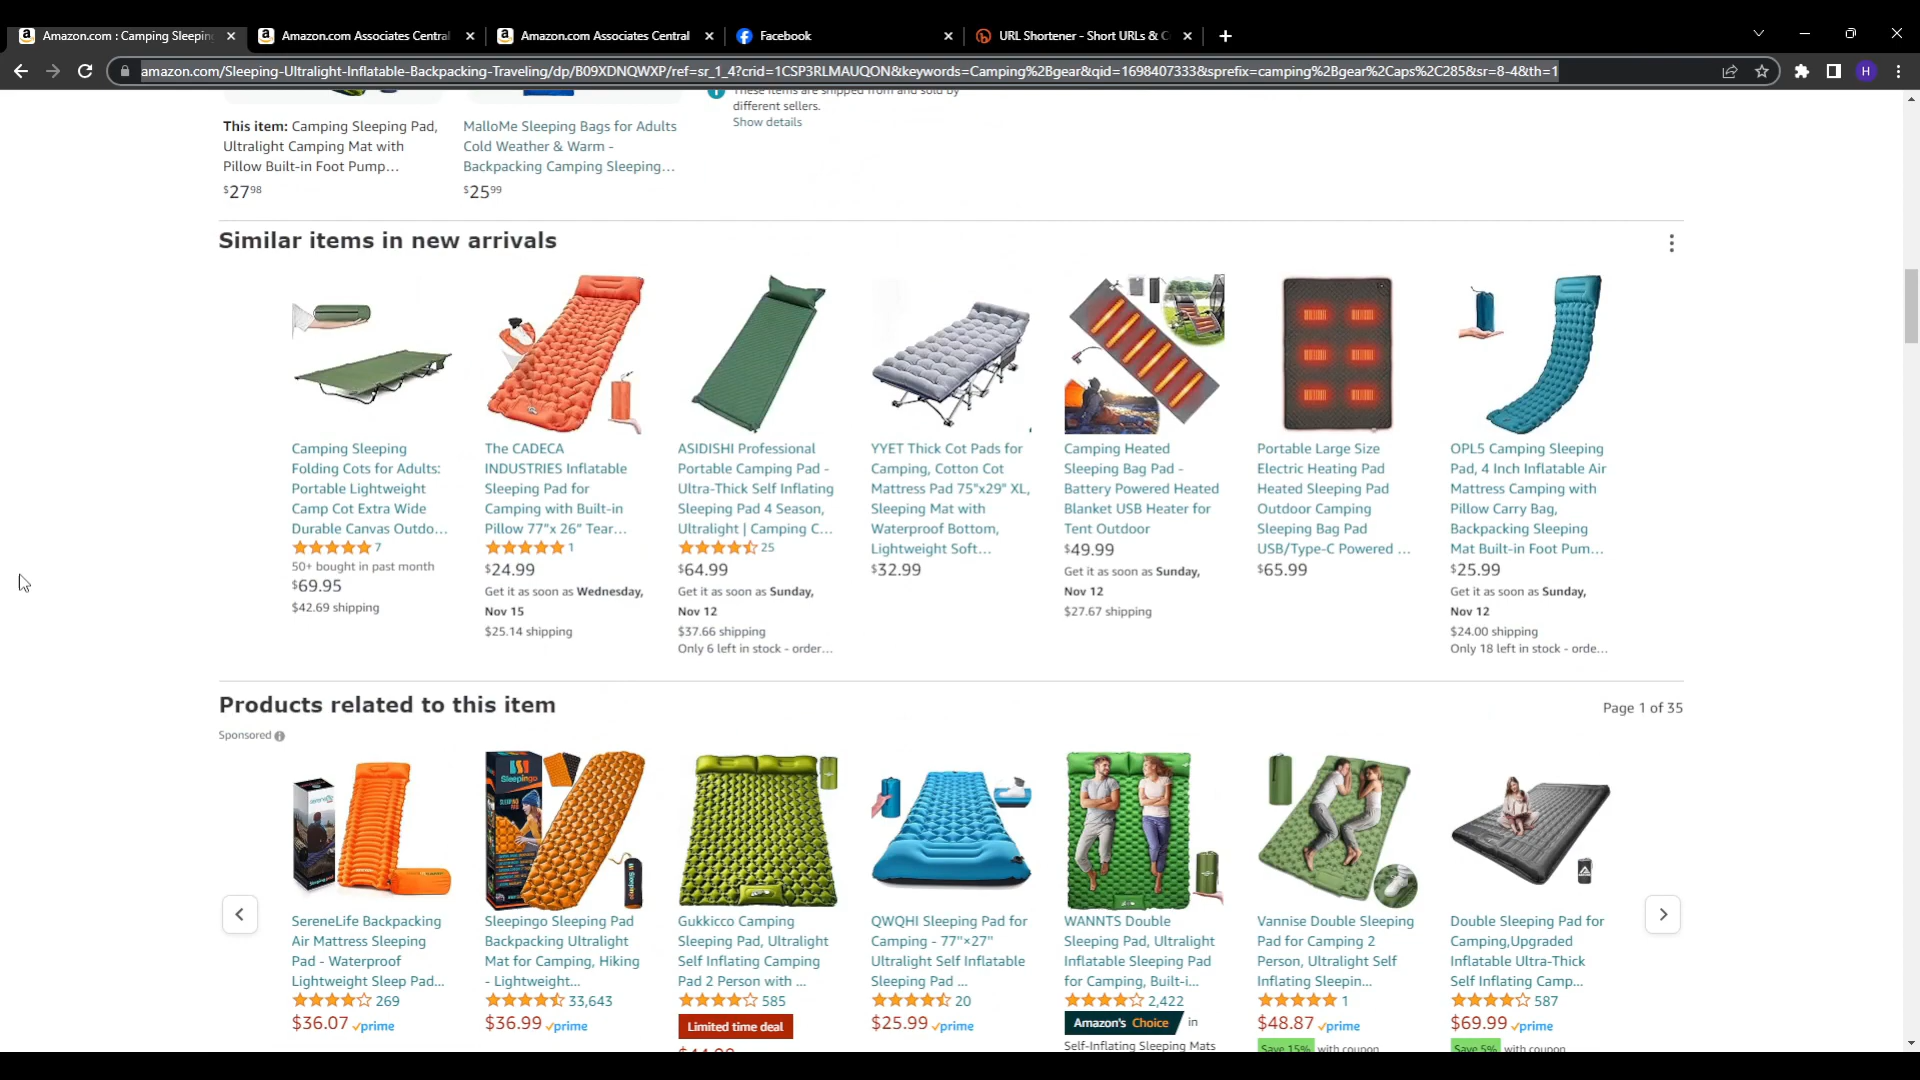 Amazon.com : Camping Sleeping
Amazon.com Associates Central
Amazon.com Associates Central
Facebook
URL Shortener - Short URLs & C
amazon.com/Sleeping-Ultralight-Inflatable-Backpacking-Traveling/dp/B09XDNQWXP/ref=sr_1_4?crid=1CSP3RLMAUQON&keywords=Camping%2Bgear&qid=1698407333&sprefix=camping%2Bgear%2Caps%2C285&sr=8-4&th=1
H
These items are shipped from and sold by
different sellers.
Show details
This item: Camping Sleeping Pad,
Ultralight Camping Mat with
Pillow Built-in Foot Pump...
$2798
MalloMe Sleeping Bags for Adults
Cold Weather & Warm -
Backpacking Camping Sleeping...
$2599
Similar items in new arrivals
Camping Sleeping
Folding Cots for Adults:
Portable Lightweight
Camp Cot Extra Wide
Durable Canvas Outdo...
7
50+ bought in past month
$69.95
$42.69 shipping
The CADECA
INDUSTRIES Inflatable
Sleeping Pad for
Camping with Built-in
Pillow 77"x 26" Tear...
1
$24.99
Get it as soon as Wednesday,
Nov 15
$25.14 shipping
ASIDISHI Professional
Portable Camping Pad -
Ultra-Thick Self Inflating
Sleeping Pad 4 Season,
Ultralight | Camping C...
25
$64.99
Get it as soon as Sunday,
Nov 12
$37.66 shipping
Only 6 left in stock - order...
YYET Thick Cot Pads for
Camping, Cotton Cot
Mattress Pad 75"x29" XL,
Sleeping Mat with
Waterproof Bottom,
Lightweight Soft...
$32.99
Camping Heated
Sleeping Bag Pad -
Battery Powered Heated
Blanket USB Heater for
Tent Outdoor
$49.99
Get it as soon as Sunday,
Nov 12
$27.67 shipping
Portable Large Size
Electric Heating Pad
Heated Sleeping Pad
Outdoor Camping
Sleeping Bag Pad
USB/Type-C Powered ...
$65.99
OPL5 Camping Sleeping
Pad, 4 Inch Inflatable Air
Mattress Camping with
Pillow Carry Bag,
Backpacking Sleeping
Mat Built-in Foot Pum...
$25.99
Get it as soon as Sunday,
Nov 12
$24.00 shipping
Only 18 left in stock - orde...
Products related to this item
Page 1 of 35
Sponsored
SereneLife Backpacking
Air Mattress Sleeping
Pad - Waterproof
Lightweight Sleep Pad...
269
$36.07 prime
Sleepingo
Sleepingo Sleeping Pad
Backpacking Ultralight
Mat for Camping, Hiking
- Lightweight...
33,643
$36.99 prime
Gukkicco Camping
Sleeping Pad, Ultralight
Self Inflating Camping
Pad 2 Person with ...
585
Limited time deal
QWQHI Sleeping Pad for
Camping - 77"×27"
Ultralight Self Inflatable
Sleeping Pad ...
20
$25.99 prime
WANNTS Double
Sleeping Pad, Ultralight
Inflatable Sleeping Pad
for Camping, Built-i...
2,422
Amazon's Choice in
Self-Inflating Sleeping Mats
Vannise Double Sleeping
Pad for Camping 2
Person, Ultralight Self
Inflating Sleepin...
1
$48.87 prime
Save 15% with coupon
Double Sleeping Pad for
Camping,Upgraded
Inflatable Ultra-Thick
Self Inflating Camp...
587
$69.99 prime
Save 5% with coupon